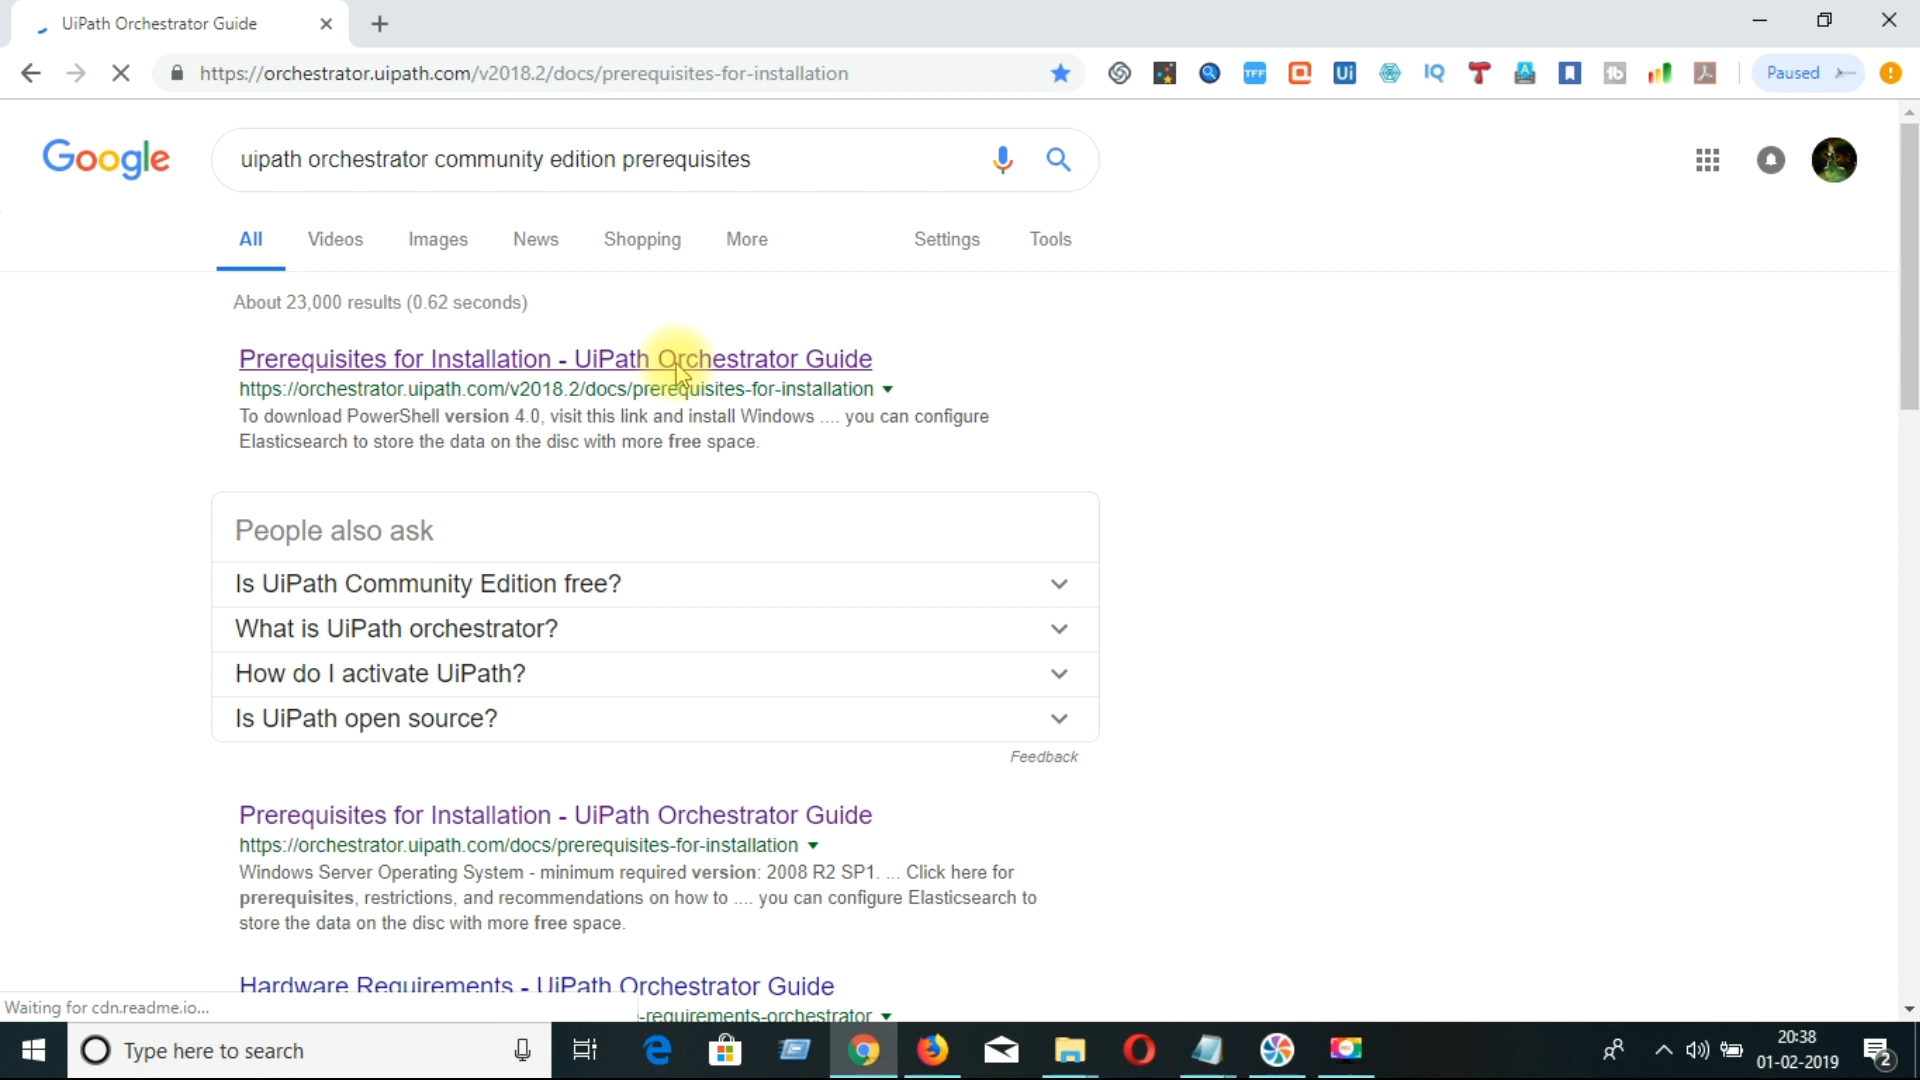 UiPath Orchestrator Guide
https://orchestrator.uipath.com/v2018.2/docs/prerequisites-for-installation
TFF
Ui
IQ
Paused
Google
uipath orchestrator community edition prerequisites
All Videos Images News Shopping More Settings Tools
About 23,000 results (0.62 seconds)
Prerequisites for Installation - UiPath Orchestrator Guide
https://orchestrator.uipath.com/v2018.2/docs/prerequisites-for-installation
To download PowerShell version 4.0, visit this link and install Windows .... you can configure
Elasticsearch to store the data on the disc with more free space.
People also ask
Is UiPath Community Edition free?
What is UiPath orchestrator?
How do I activate UiPath?
Is UiPath open source?
Feedback
Prerequisites for Installation - UiPath Orchestrator Guide
https://orchestrator.uipath.com/docs/prerequisites-for-installation
Windows Server Operating System - minimum required version: 2008 R2 SP1. ... Click here for
prerequisites, restrictions, and recommendations on how to .... you can configure Elasticsearch to
store the data on the disc with more free space.
Hardware Requirements - UiPath Orchestrator Guide
Waiting for cdn.readme.io...
-requirements-orchestrator
Type here to search
20:38
01-02-2019
2